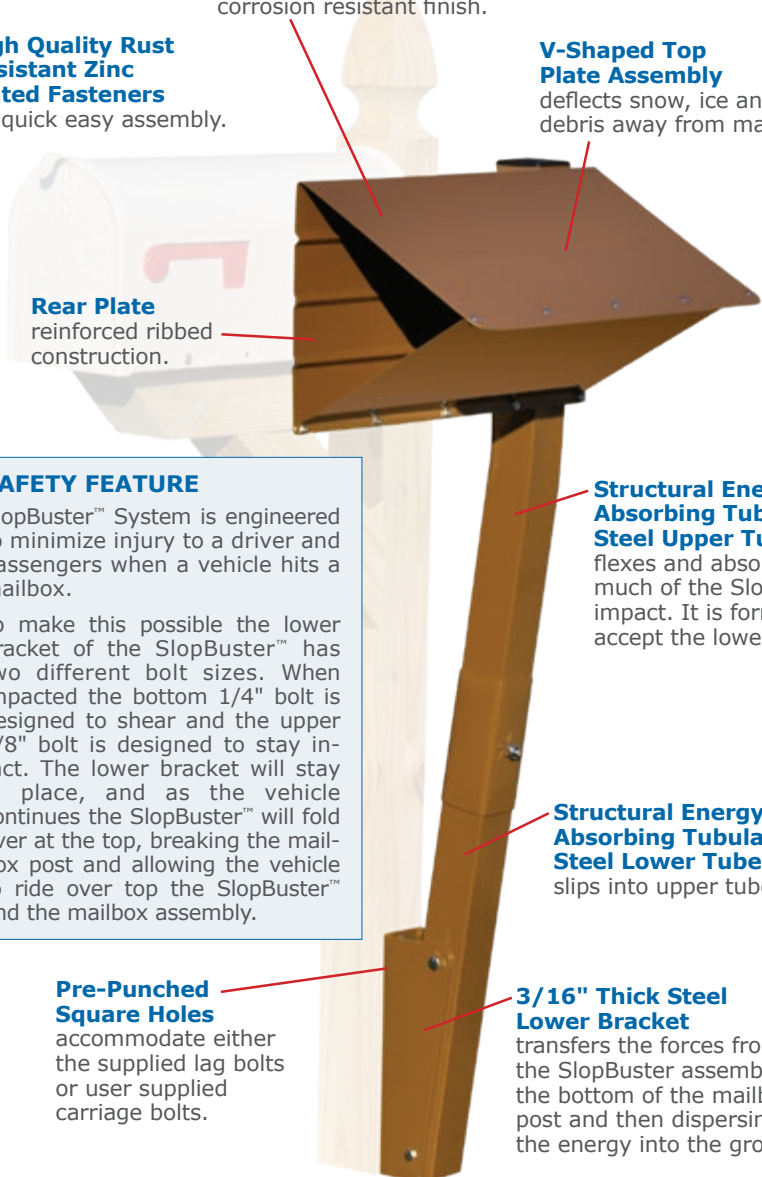 corrosion resistant finish.
gh Quality Rust
sistant Zinc
ted Fasteners
quick easy assembly.
V-Shaped Top
Plate Assembly
deflects snow, ice an
debris away from ma
Rear Plate
reinforced ribbed
construction.
AFETY FEATURE
lopBuster™ System is engineered
o minimize injury to a driver and
assengers when a vehicle hits a
ailbox.
o make this possible the lower
racket of the SlopBuster™ has
wo different bolt sizes. When
mpacted the bottom 1/4" bolt is
esigned to shear and the upper
/8" bolt is designed to stay in-
act. The lower bracket will stay
place, and as the vehicle
ontinues the SlopBuster™ will fold
ver at the top, breaking the mail-
ox post and allowing the vehicle
o ride over top the SlopBuster™
nd the mailbox assembly.
Structural Ene
Absorbing Tub
Steel Upper Tu
flexes and abso
much of the Slo
impact. It is for
accept the lowe
Structural Energy
Absorbing Tubula
Steel Lower Tube
slips into upper tube
Pre-Punched
Square Holes
accommodate either
the supplied lag bolts
or user supplied
carriage bolts.
3/16" Thick Steel
Lower Bracket
transfers the forces fro
the SlopBuster assemb
the bottom of the mailb
post and then dispersin
the energy into the gro